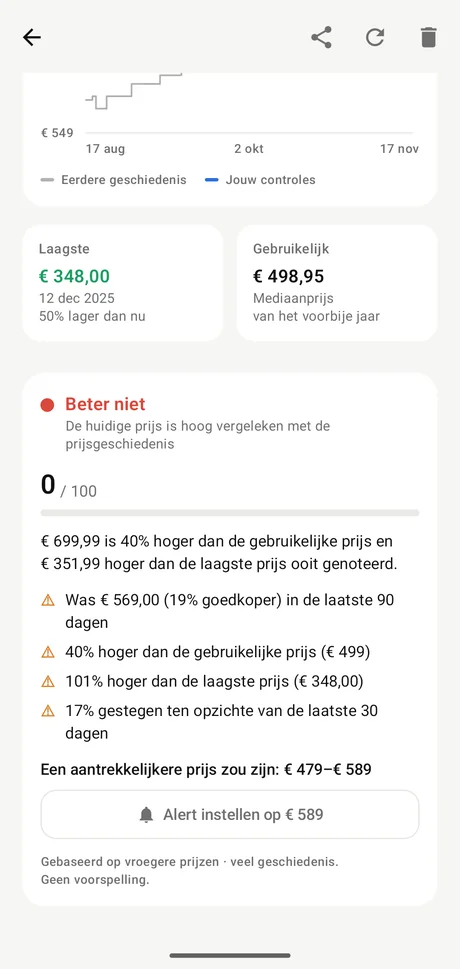 € 549
17 aug 2 okt 17 nov
Eerdere geschiedenis Jouw controles
Laagste
€ 348,00
12 dec 2025
50% lager dan nu
Gebruikelijk
€ 498,95
Mediaanprijs
van het voorbije jaar
Beter niet
De huidige prijs is hoog vergeleken met de
prijsgeschiedenis
0 / 100
€ 699,99 is 40% hoger dan de gebruikelijke prijs en
€ 351,99 hoger dan de laagste prijs ooit genoteerd.
Was € 569,00 (19% goedkoper) in de laatste 90
dagen
40% hoger dan de gebruikelijke prijs (€ 499)
101% hoger dan de laagste prijs (€ 348,00)
17% gestegen ten opzichte van de laatste 30
dagen
Een aantrekkelijkere prijs zou zijn: € 479–€ 589
Alert instellen op € 589
Gebaseerd op vroegere prijzen · veel geschiedenis.
Geen voorspelling.